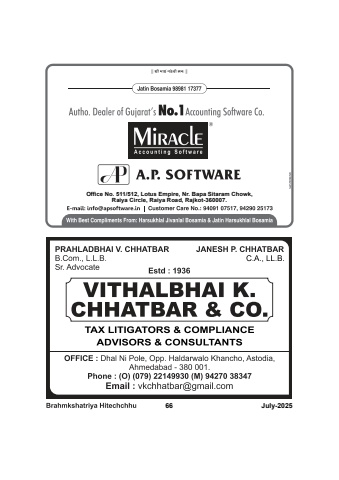 Jatin Bosamia 98981 17377
Autho. Dealer of Gujarat's No.1 Accounting Software Co.
MIRACLE®
Accounting Software
AP A.P. SOFTWARE
Office No. 511/512, Lotus Empire, Nr. Bapa Sitaram Chowk,
Raiya Circle, Raiya Road, Rajkot-360007.
E-mail: info@apsoftware.in | Customer Care No.: 94091 07517, 94290 25173
With Best Compliments From: Harsukhlal Jivanlal Bosamia & Jatin Harsukhlal Bosamia
PRAHLADBHAI V. CHHATBAR JANESH P. CHHATBAR
B.Com., L.L.B. C.A., LL.B.
Sr. Advocate
Estd : 1936
VITHALBHAI K.
CHHATBAR & CO.
TAX LITIGATORS & COMPLIANCE
ADVISORS & CONSULTANTS
OFFICE : Dhal Ni Pole, Opp. Haldarwalo Khancho, Astodia,
Ahmedabad - 380 001.
Phone : (O) (079) 22149930 (M) 94270 38347
Email : vkchhatbar@gmail.com
Brahmkshatriya Hitechchhu 66 July-2025